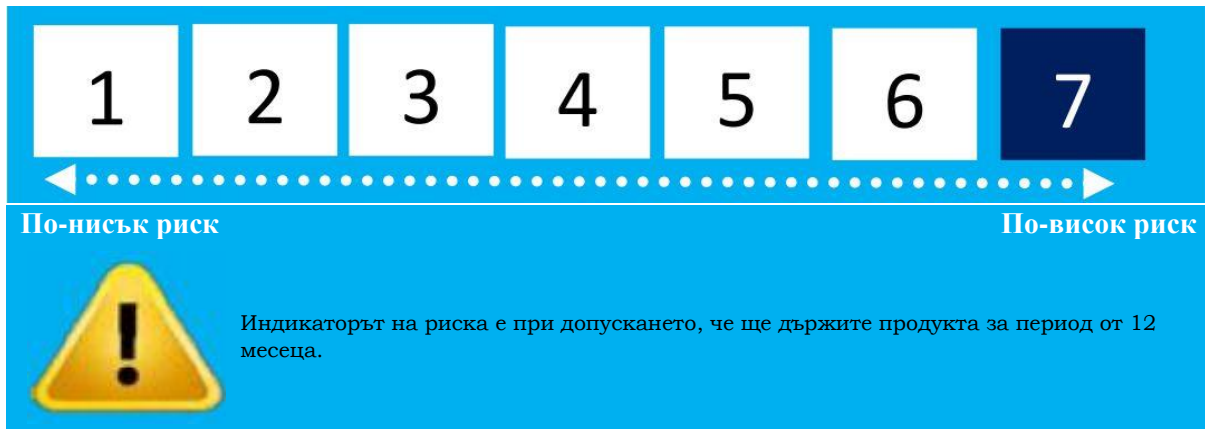 1 2 3 4 5 6 7
По-нисък риск По-висок риск
Индикаторът на риска е при допускането, че ще държите продукта за период от 12
месеца.